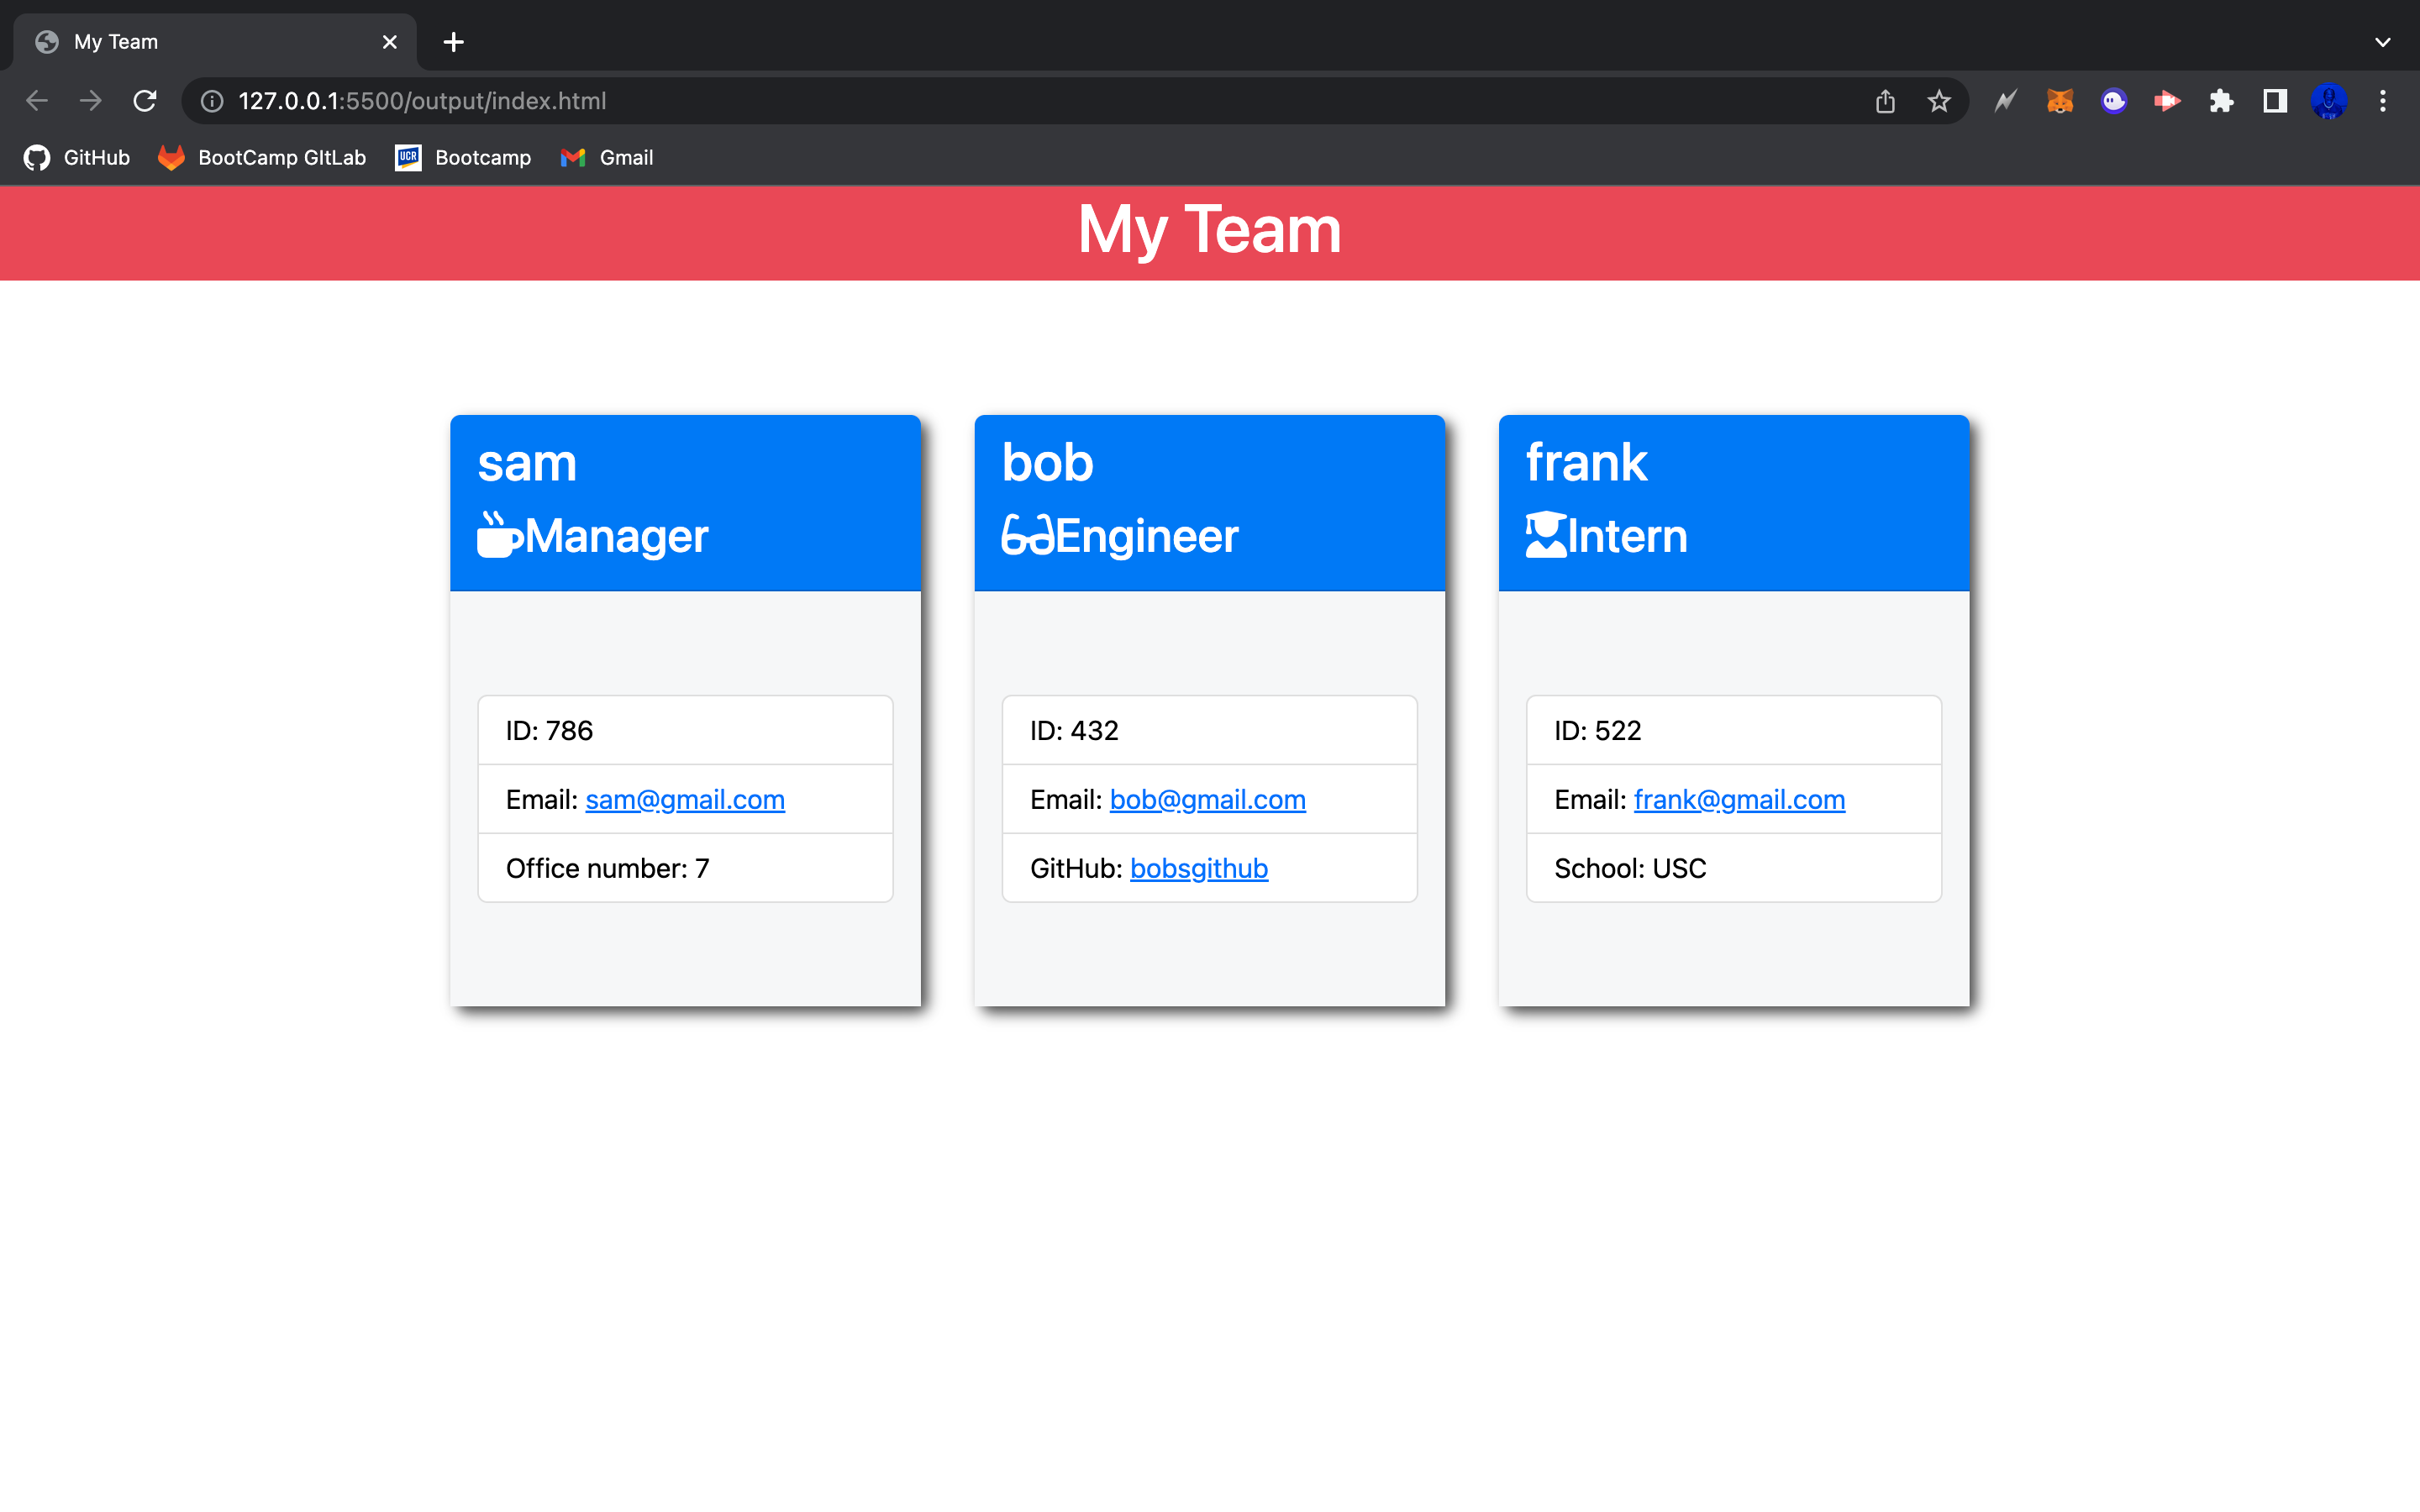 My Team
127.0.0.1:5500/output/index.html
GitHub BootCamp GItLab UCR Bootcamp Gmail
My Team
sam
Manager
ID: 786
Email: sam@gmail.com
Office number: 7
bob
Engineer
ID: 432
Email: bob@gmail.com
GitHub: bobsgithub
frank
Intern
ID: 522
Email: frank@gmail.com
School: USC